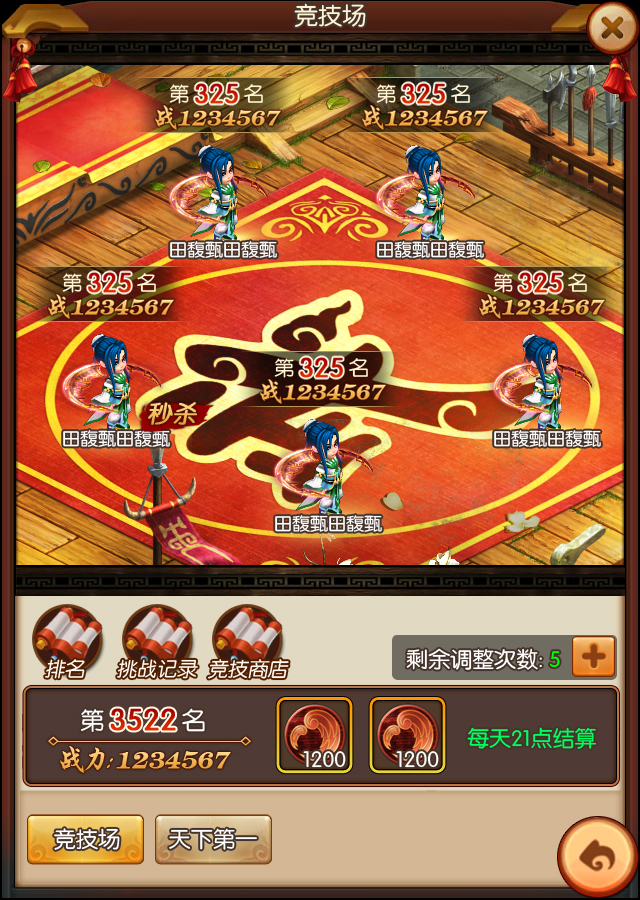 竞技场
第325名
战1234567
第325名
战1234567
田馥甄田馥甄
田馥甄田馥甄
第325名
战1234567
第325名
战1234567
第325名
战1234567
秒杀
田馥甄田馥甄
田馥甄田馥甄
田馥甄田馥甄
排名
挑战记录
竞技商店
剩余调整次数:5
第3522名
战力:1234567
1200
1200
每天21点结算
竞技场
天下第一